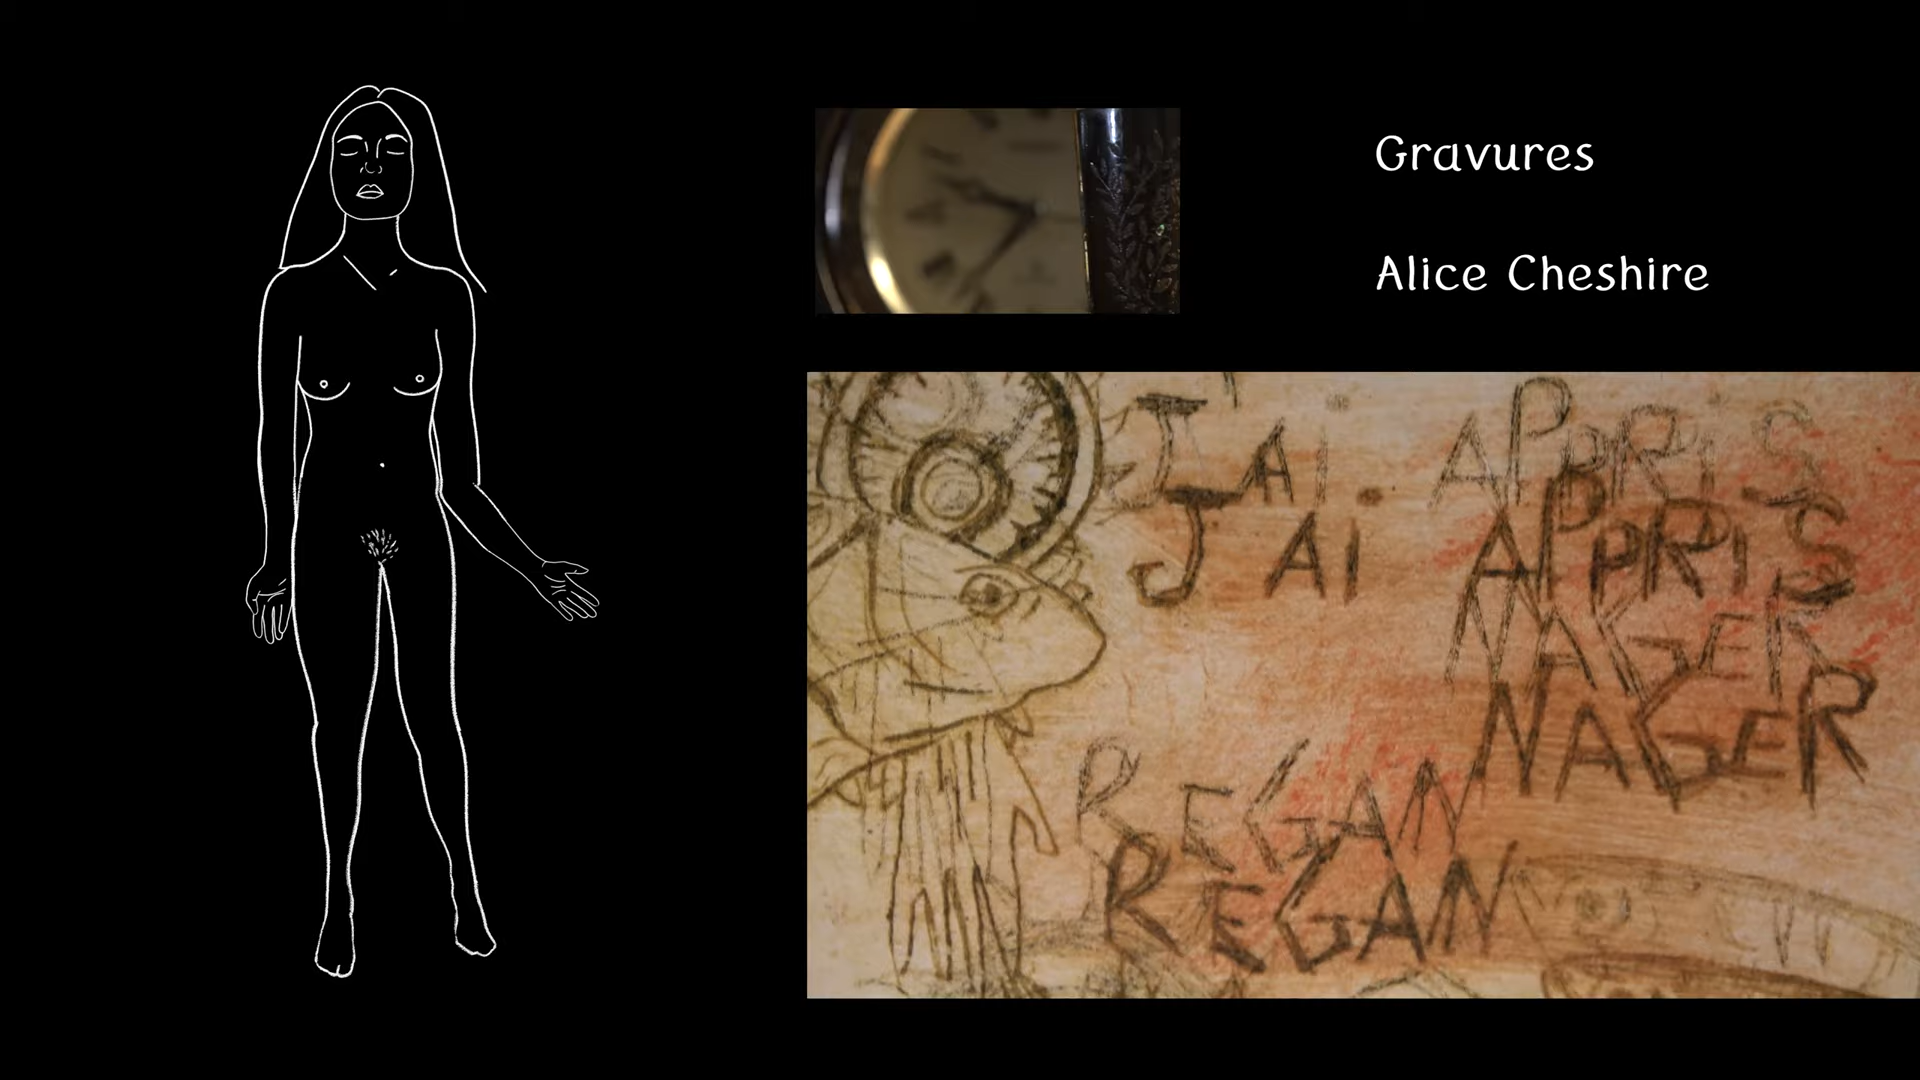 Gravures
Alice Cheshire
J'Ai APPRiS
J Ai APPRiS
NAGER
NAGER
REGAN
REGAN